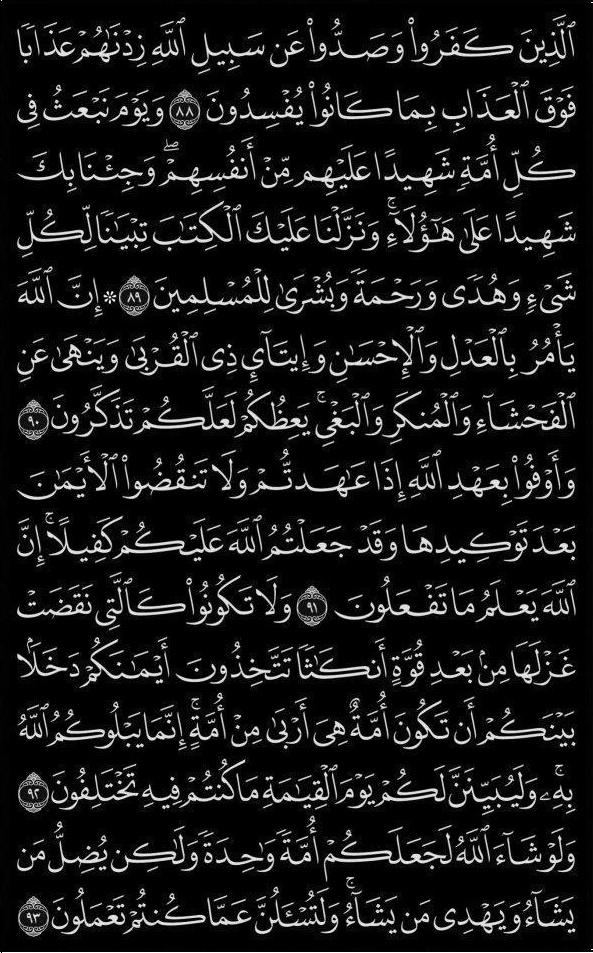 ٱلَّذِينَ كَفَرُوا۟ وَصَدُّوا۟ عَن سَبِيلِ ٱللَّهِ زِدْنَٰهُمْ عَذَابًا
فَوْقَ ٱلْعَذَابِ بِمَا كَانُوا۟ يُفْسِدُونَ ٨٨ وَيَوْمَ نَبْعَثُ فِى
كُلِّ أُمَّةٍ شَهِيدًا عَلَيْهِم مِّنْ أَنفُسِهِمْ ۖ وَجِئْنَا بِكَ
شَهِيدًا عَلَىٰ هَٰٓؤُلَآءِ ۚ وَنَزَّلْنَا عَلَيْكَ ٱلْكِتَٰبَ تِبْيَٰنًا لِّكُلِّ
شَىْءٍ وَهُدًى وَرَحْمَةً وَبُشْرَىٰ لِلْمُسْلِمِينَ ٨٩ ۞ إِنَّ ٱللَّهَ
يَأْمُرُ بِٱلْعَدْلِ وَٱلْإِحْسَٰنِ وَإِيتَآئِ ذِى ٱلْقُرْبَىٰ وَيَنْهَىٰ عَنِ
ٱلْفَحْشَآءِ وَٱلْمُنكَرِ وَٱلْبَغْىِ ۚ يَعِظُكُمْ لَعَلَّكُمْ تَذَكَّرُونَ ٩٠
وَأَوْفُوا۟ بِعَهْدِ ٱللَّهِ إِذَا عَٰهَدتُّمْ وَلَا تَنقُضُوا۟ ٱلْأَيْمَٰنَ
بَعْدَ تَوْكِيدِهَا وَقَدْ جَعَلْتُمُ ٱللَّهَ عَلَيْكُمْ كَفِيلًا ۚ إِنَّ
ٱللَّهَ يَعْلَمُ مَا تَفْعَلُونَ ٩١ وَلَا تَكُونُوا۟ كَٱلَّتِى نَقَضَتْ
غَزْلَهَا مِنۢ بَعْدِ قُوَّةٍ أَنكَٰثًا تَتَّخِذُونَ أَيْمَٰنَكُمْ دَخَلًۢا
بَيْنَكُمْ أَن تَكُونَ أُمَّةٌ هِىَ أَرْبَىٰ مِنْ أُمَّةٍ ۚ إِنَّمَا يَبْلُوكُمُ ٱللَّهُ
بِهِۦ ۚ وَلَيُبَيِّنَنَّ لَكُمْ يَوْمَ ٱلْقِيَٰمَةِ مَا كُنتُمْ فِيهِ تَخْتَلِفُونَ ٩٢
وَلَوْ شَآءَ ٱللَّهُ لَجَعَلَكُمْ أُمَّةً وَٰحِدَةً وَلَٰكِن يُضِلُّ مَن
يَشَآءُ وَيَهْدِى مَن يَشَآءُ ۚ وَلَتُسْـَٔلُنَّ عَمَّا كُنتُمْ تَعْمَلُونَ ٩٣